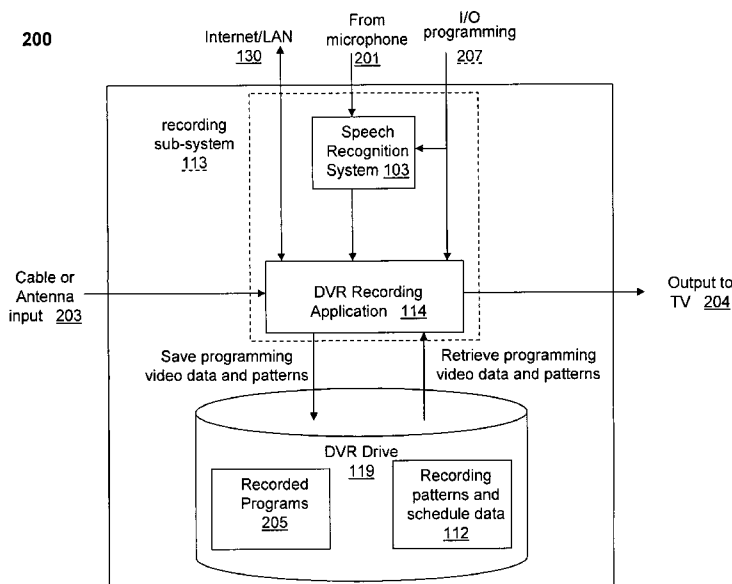 200
Internet/LAN
130
From
microphone
201
I/O
programming
207
recording
sub-system
113
Speech
Recognition
System 103
Cable or
Antenna
input 203
DVR Recording
Application 114
Output to
TV 204
Save programming
video data and patterns
Retrieve programming
video data and patterns
DVR Drive
119
Recorded
Programs
205
Recording
patterns and
schedule data
112